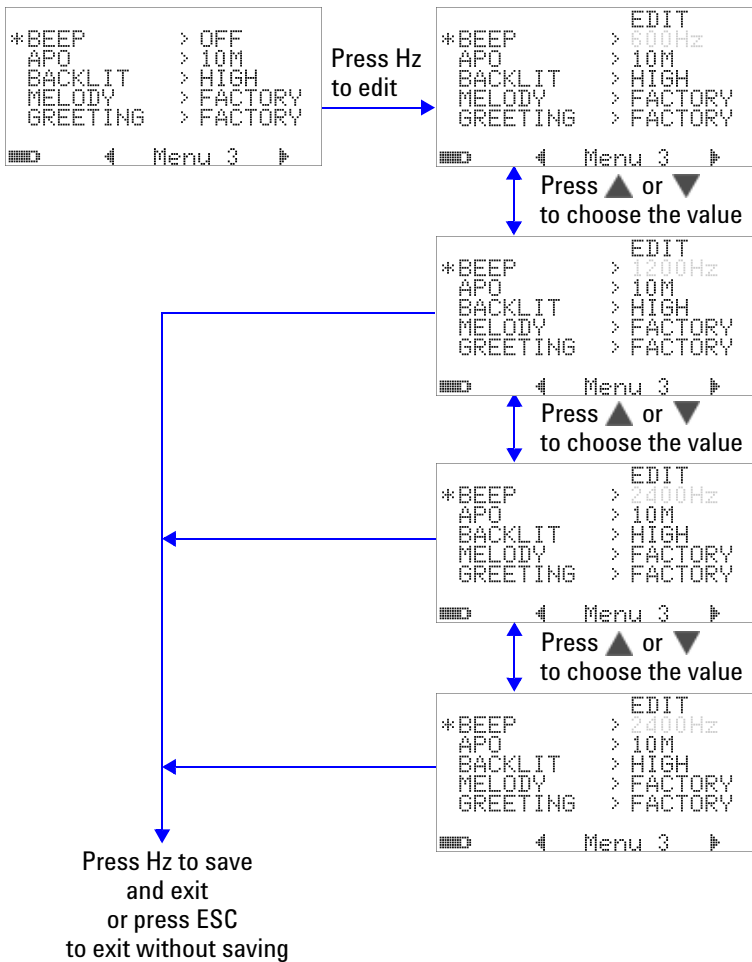 *BEEP > OFF
APO > 10M
BACKLIT > HIGH
MELODY > FACTORY
GREETING > FACTORY
Menu 3
Press Hz
to edit
EDIT
*BEEP > 600Hz
APO > 10M
BACKLIT > HIGH
MELODY > FACTORY
GREETING > FACTORY
Menu 3
Press ▲ or ▼
to choose the value
EDIT
*BEEP > 1200Hz
APO > 10M
BACKLIT > HIGH
MELODY > FACTORY
GREETING > FACTORY
Menu 3
Press ▲ or ▼
to choose the value
EDIT
*BEEP > 2400Hz
APO > 10M
BACKLIT > HIGH
MELODY > FACTORY
GREETING > FACTORY
Menu 3
Press ▲ or ▼
to choose the value
EDIT
*BEEP > 2400Hz
APO > 10M
BACKLIT > HIGH
MELODY > FACTORY
GREETING > FACTORY
Menu 3
Press Hz to save
and exit
or press ESC
to exit without saving